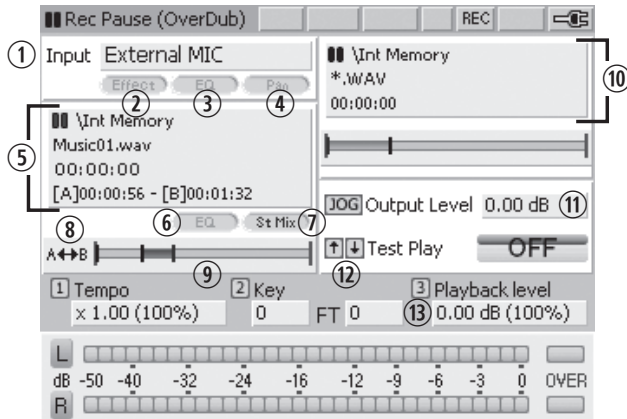 Rec Pause (OverDub) REC
① Input External MIC
Effect EQ Pan
② ③ ④
\Int Memory
*.WAV
00:00:00
⑩
⑤
\Int Memory
Music01.wav
00:00:00
[A]00:00:56 - [B]00:01:32
⑥ EQ St Mix ⑦
⑧
A↔B
⑨
JOG Output Level 0.00 dB ⑪
↑ ↓ Test Play OFF
⑫
1 Tempo 2 Key 3 Playback level
x 1.00 (100%) 0 FT 0 ⑬ 0.00 dB (100%)
L
dB -50 -40 -32 -24 -16 -12 -9 -6 -3 0 OVER
R